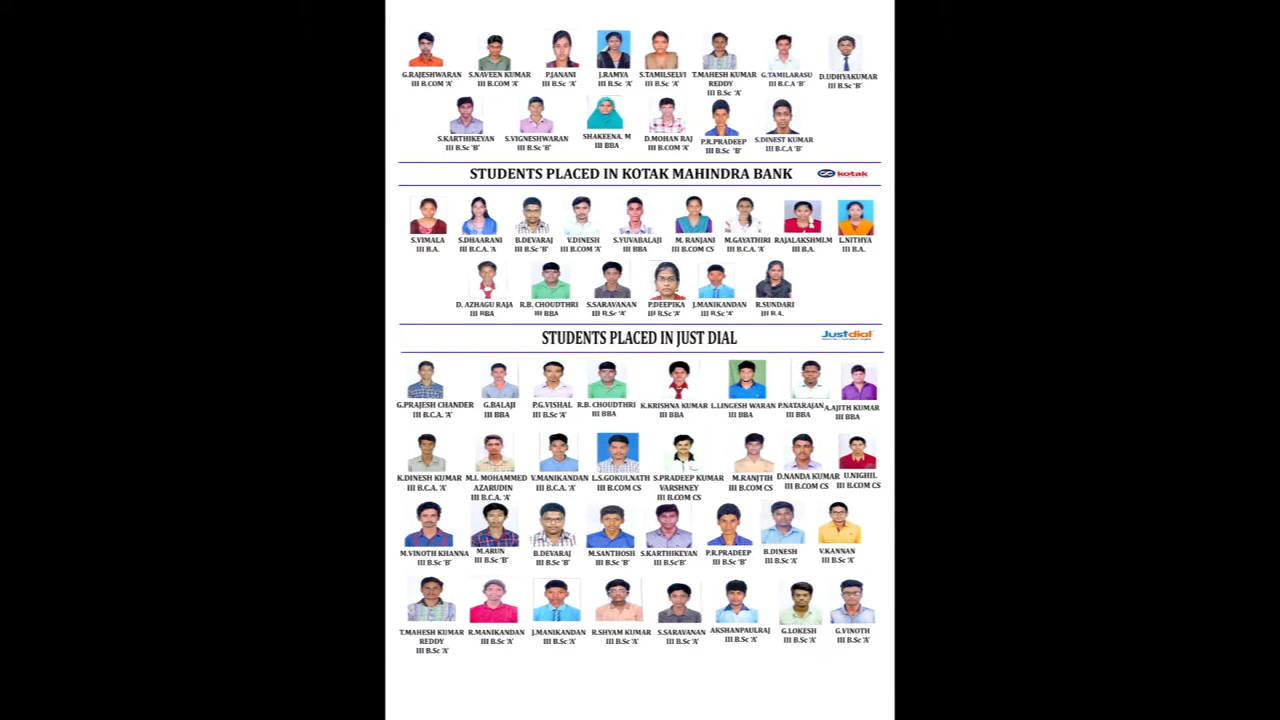 G.RAJESHWARAN S.NAVEEN KUMAR P.JANANI J.RAMYA S.TAMILSELVI T.MAHESH KUMAR G.TAMILARASU D.UDHYAKUMAR
III B.COM 'A' III B.COM 'A' III B.Sc 'A' III B.Sc 'A' III B.Sc 'A' REDDY III B.C.A 'B' III B.Sc 'B'
III B.Sc 'A'
S.KARTHIKEYAN S.VIGNESHWARAN SHAKEENA. M D.MOHAN RAJ P.R.PRADEEP S.DINEST KUMAR
III B.Sc 'B' III B.Sc 'B' III BBA III B.COM 'A' III B.Sc 'B' III B.C.A 'B'
STUDENTS PLACED IN KOTAK MAHINDRA BANK kotak
S.VIMALA S.DHAARANI B.DEVARAJ V.DINESH S.YUVABALAJI M. RANJANI M.GAYATHIRI RAJALAKSHMI.M L.NITHYA
III B.A. III B.C.A. 'A III B.Sc 'B' III B.COM 'A' III BBA III B.COM CS III B.C.A. 'A' III B.A. III B.A.
D. AZHAGU RAJA R.B. CHOUDTHRI S.SARAVANAN P.DEEPIKA J.MANIKANDAN R.SUNDARI
III BBA III BBA III B.Sc 'A' III B.Sc 'A' III B.Sc 'A' III B.A.
STUDENTS PLACED IN JUST DIAL Justdial
G.PRAJESH CHANDER G.BALAJI P.G.VISHAL R.B. CHOUDTHRI K.KRISHNA KUMAR L.LINGESH WARAN P.NATARAJAN A.AJITH KUMAR
III B.C.A. 'A' III BBA III B.Sc 'A' III BBA III BBA III BBA III BBA III BBA
K.DINESH KUMAR M.I. MOHAMMED V.MANIKANDAN L.S.GOKULNATH S.PRADEEP KUMAR M.RANJTIH D.NANDA KUMAR U.NIGHIL
III B.C.A. 'A' AZARUDIN III B.C.A. 'A' III B.COM CS VARSHNEY III B.COM CS III B.COM CS III B.COM CS
III B.C.A. 'A' III B.COM CS
M.VINOTH KHANNA M.ARUN B.DEVARAJ M.SANTHOSH S.KARTHIKEYAN P.R.PRADEEP B.DINESH V.KANNAN
III B.Sc 'B' III B.Sc 'B' III B.Sc 'B' III B.Sc 'B' III B.Sc'B' III B.Sc 'B' III B.Sc 'A' III B.Sc 'A'
T.MAHESH KUMAR R.MANIKANDAN J.MANIKANDAN R.SHYAM KUMAR S.SARAVANAN AKSHANPAULRAJ G.LOKESH G.VINOTH
REDDY III B.Sc 'A' III B.Sc 'A' III B.Sc 'A' III B.Sc 'A' III B.Sc 'A' III B.Sc 'A' III B.Sc 'A'
III B.Sc 'A'